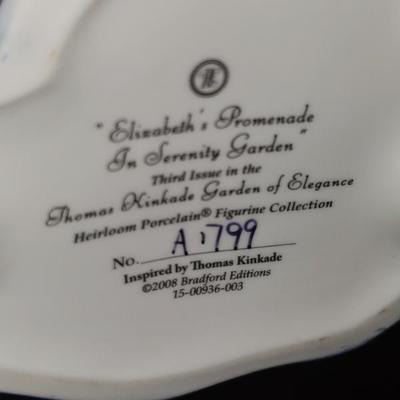 "Elizabeth's Promenade
In Serenity Garden"
Third Issue in the
Thomas Kinkade Garden of Elegance
Heirloom Porcelain® Figurine Collection
No. A1799
Inspired by Thomas Kinkade
©2008 Bradford Editions
15-00936-003